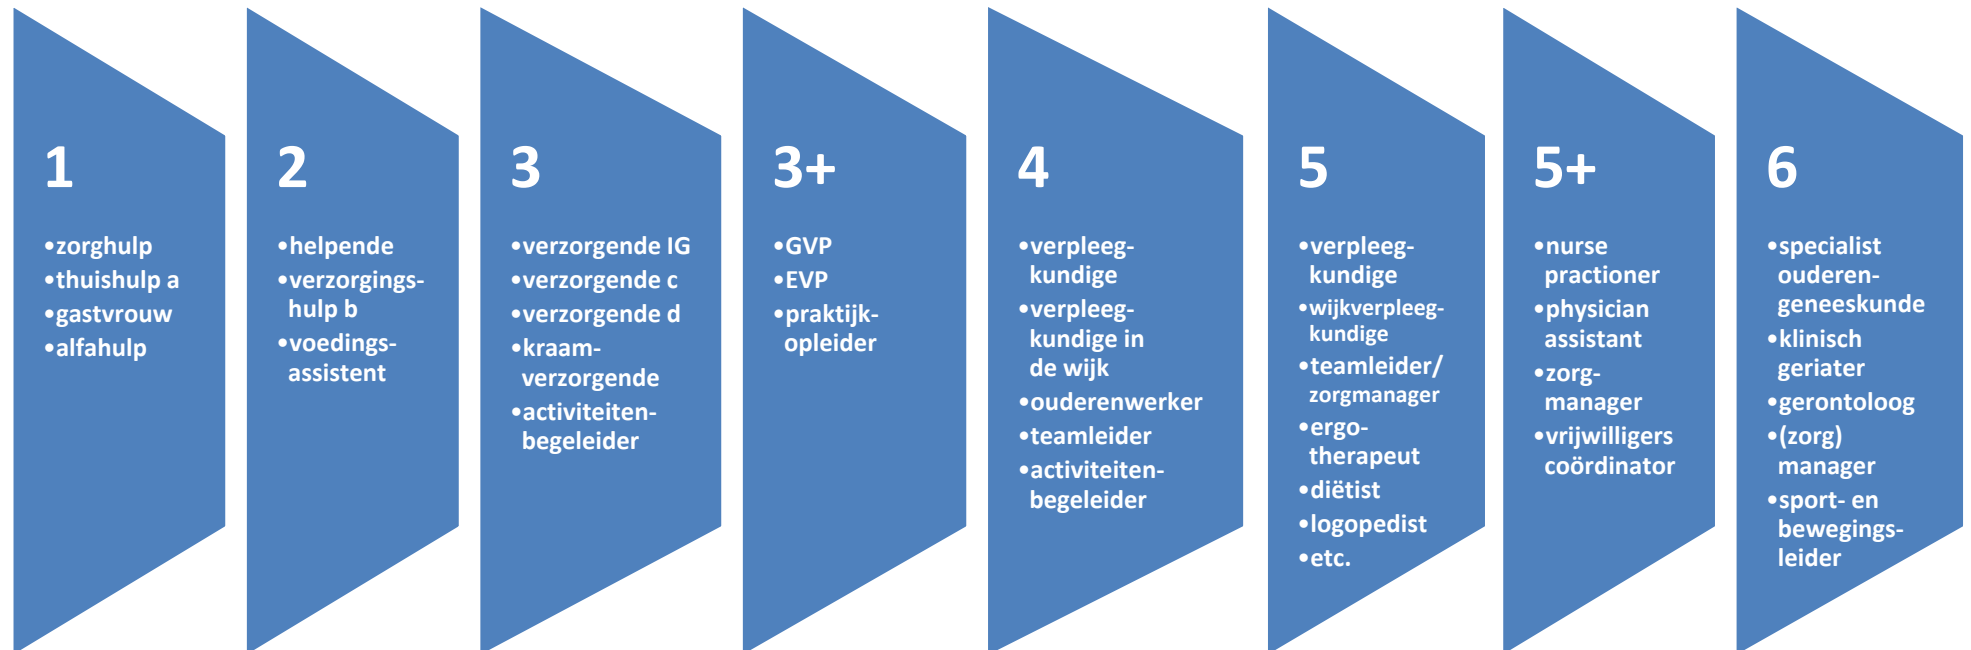 1
•zorghulp
•thuishulp a
•gastvrouw
•alfahulp
2
•helpende
•verzorgings-
hulp b
•voedings-
assistent
3
•verzorgende IG
•verzorgende c
•verzorgende d
•kraam-
verzorgende
•activiteiten-
begeleider
3+
•GVP
•EVP
•praktijk-
opleider
4
•verpleeg-
kundige
•verpleeg-
kundige in
de wijk
•ouderenwerker
•teamleider
•activiteiten-
begeleider
5
•verpleeg-
kundige
•wijkverpleeg-
kundige
•teamleider/
zorgmanager
•ergo-
therapeut
•diëtist
•logopedist
•etc.
5+
•nurse
practioner
•physician
assistant
•zorg-
manager
•vrijwilligers
coördinator
6
•specialist
ouderen-
geneeskunde
•klinisch
geriater
•gerontoloog
•(zorg)
manager
•sport- en
bewegings-
leider